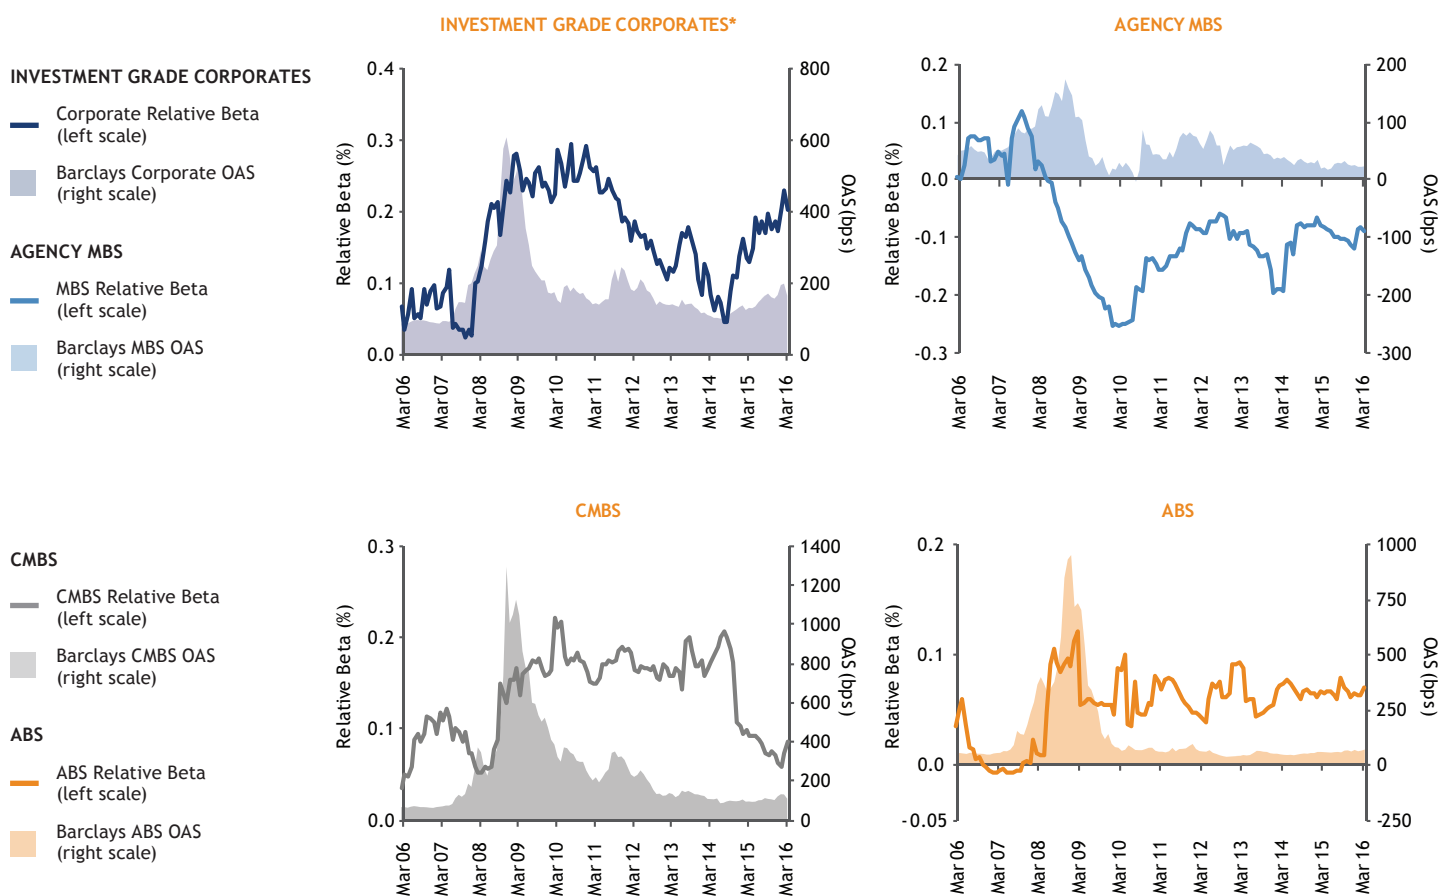 INVESTMENT GRADE CORPORATES
Corporate Relative Beta
(left scale)
Barclays Corporate OAS
(right scale)
AGENCY MBS
MBS Relative Beta
(left scale)
Barclays MBS OAS
(right scale)
INVESTMENT GRADE CORPORATES*
0.4
0.3
0.2
0.1
0.0
Relative Beta (%)
800
600
400
200
0
OAS (bps)
Mar 06
Mar 07
Mar 08
Mar 09
Mar 10
Mar 11
Mar 12
Mar 13
Mar 14
Mar 15
Mar 16
AGENCY MBS
0.2
0.1
0.0
-0.1
-0.2
-0.3
Relative Beta (%)
200
100
0
-100
-200
-300
OAS (bps)
Mar 06
Mar 07
Mar 08
Mar 09
Mar 10
Mar 11
Mar 12
Mar 13
Mar 14
Mar 15
Mar 16
CMBS
CMBS Relative Beta
(left scale)
Barclays CMBS OAS
(right scale)
ABS
ABS Relative Beta
(left scale)
Barclays ABS OAS
(right scale)
CMBS
0.3
0.2
0.1
0.0
Relative Beta (%)
1400
1200
1000
800
600
400
200
0
OAS (bps)
Mar 06
Mar 07
Mar 08
Mar 09
Mar 10
Mar 11
Mar 12
Mar 13
Mar 14
Mar 15
Mar 16
ABS
0.2
0.1
0.0
-0.05
Relative Beta (%)
1000
750
500
250
0
-250
OAS (bps)
Mar 06
Mar 07
Mar 08
Mar 09
Mar 10
Mar 11
Mar 12
Mar 13
Mar 14
Mar 15
Mar 16